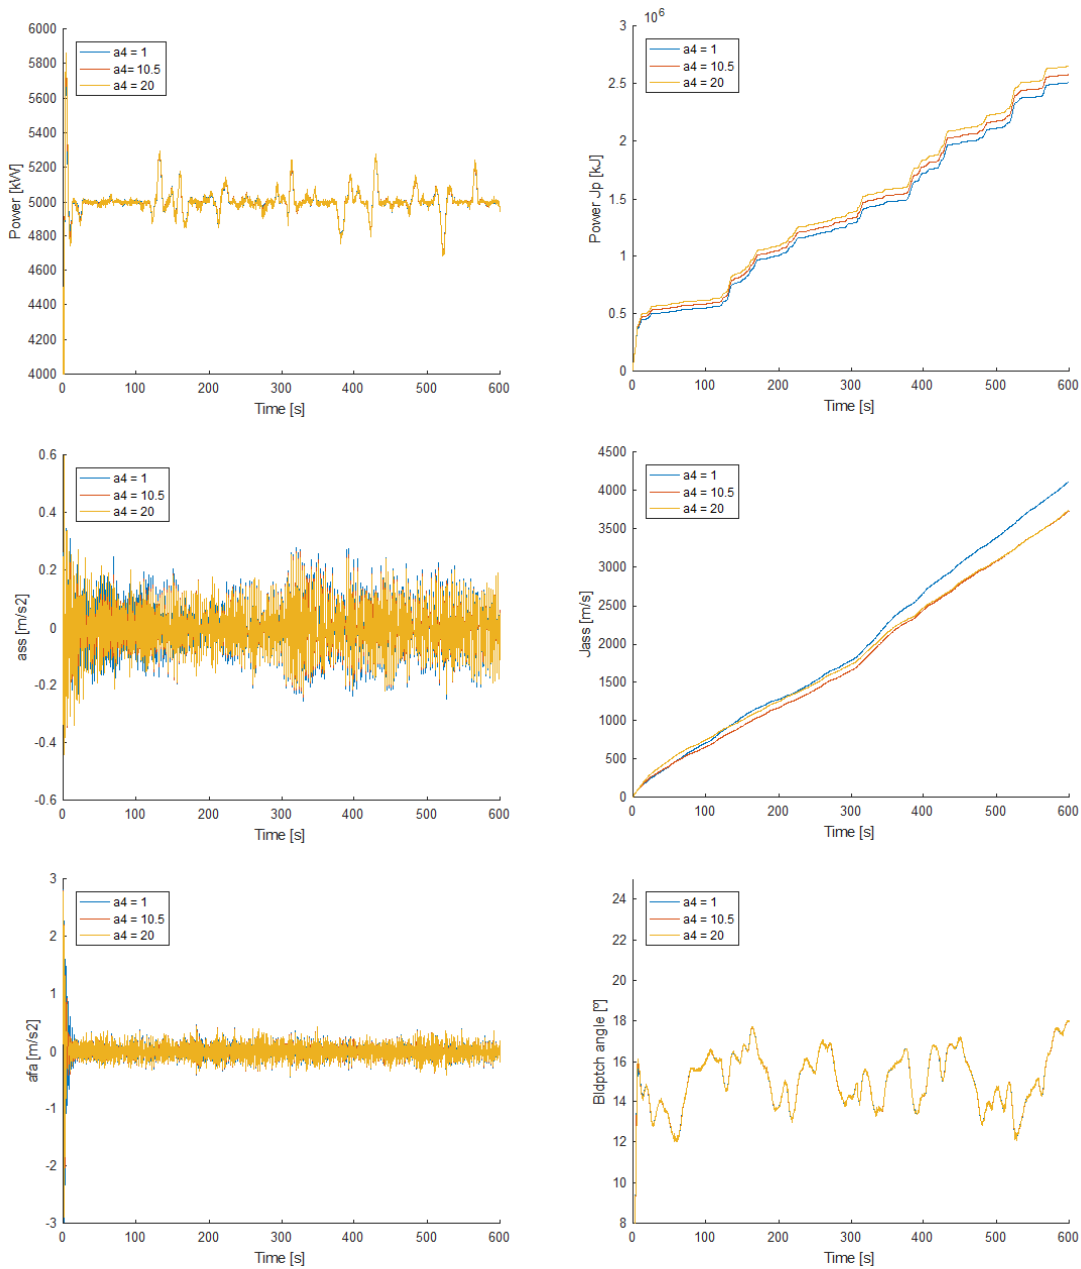 6000
5800
5600
5400
5200
5000
4800
4600
4400
4200
4000
Power [kW]
a4 = 1
a4= 10.5
a4 = 20
0 100 200 300 400 500 600
Time [s]
×10⁶
3
2.5
2
1.5
1
0.5
0
Power Jp [kJ]
a4 = 1
a4 = 10.5
a4 = 20
0 100 200 300 400 500 600
Time [s]
0.6
0.4
0.2
0
-0.2
-0.4
-0.6
ass [m/s2]
a4 = 1
a4 = 10.5
a4 = 20
0 100 200 300 400 500 600
Time [s]
4500
4000
3500
3000
2500
2000
1500
1000
500
0
Jass [m/s]
a4 = 1
a4 = 10.5
a4 = 20
0 100 200 300 400 500 600
Time [s]
3
2
1
0
-1
-2
-3
afa [m/s2]
a4 = 1
a4 = 10.5
a4 = 20
0 100 200 300 400 500 600
Time [s]
24
22
20
18
16
14
12
10
8
Bldptch angle [º]
a4 = 1
a4 = 10.5
a4 = 20
0 100 200 300 400 500 600
Time [s]